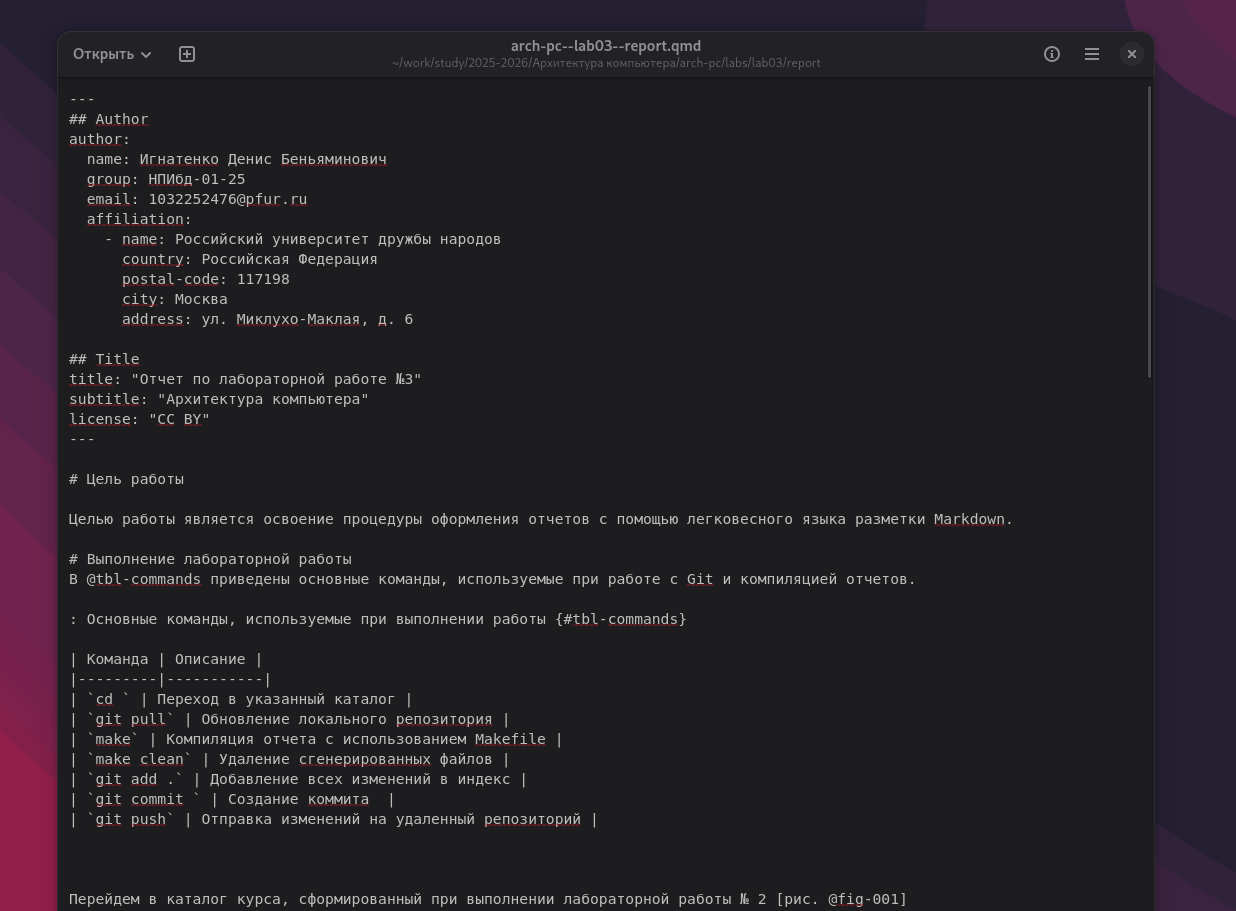 Открыть
arch-pc--lab03--report.qmd
~/work/study/2025-2026/Архитектура компьютера/arch-pc/labs/lab03/report
---
## Author
author:
  name: Игнатенко Денис Беньяминович
  group: НПИбд-01-25
  email: 1032252476@pfur.ru
  affiliation:
    - name: Российский университет дружбы народов
      country: Российская Федерация
      postal-code: 117198
      city: Москва
      address: ул. Миклухо-Маклая, д. 6
## Title
title: "Отчет по лабораторной работе №3"
subtitle: "Архитектура компьютера"
license: "CC BY"
---
# Цель работы
Целью работы является освоение процедуры оформления отчетов с помощью легковесного языка разметки Markdown.
# Выполнение лабораторной работы
В @tbl-commands приведены основные команды, используемые при работе с Git и компиляцией отчетов.
: Основные команды, используемые при выполнении работы {#tbl-commands}
| Команда | Описание |
|---------|-----------|
| `cd ` | Переход в указанный каталог |
| `git pull` | Обновление локального репозитория |
| `make` | Компиляция отчета с использованием Makefile |
| `make clean` | Удаление сгенерированных файлов |
| `git add .` | Добавление всех изменений в индекс |
| `git commit ` | Создание коммита  |
| `git push` | Отправка изменений на удаленный репозиторий |
Перейдем в каталог курса, сформированный при выполнении лабораторной работы № 2 [рис. @fig-001]